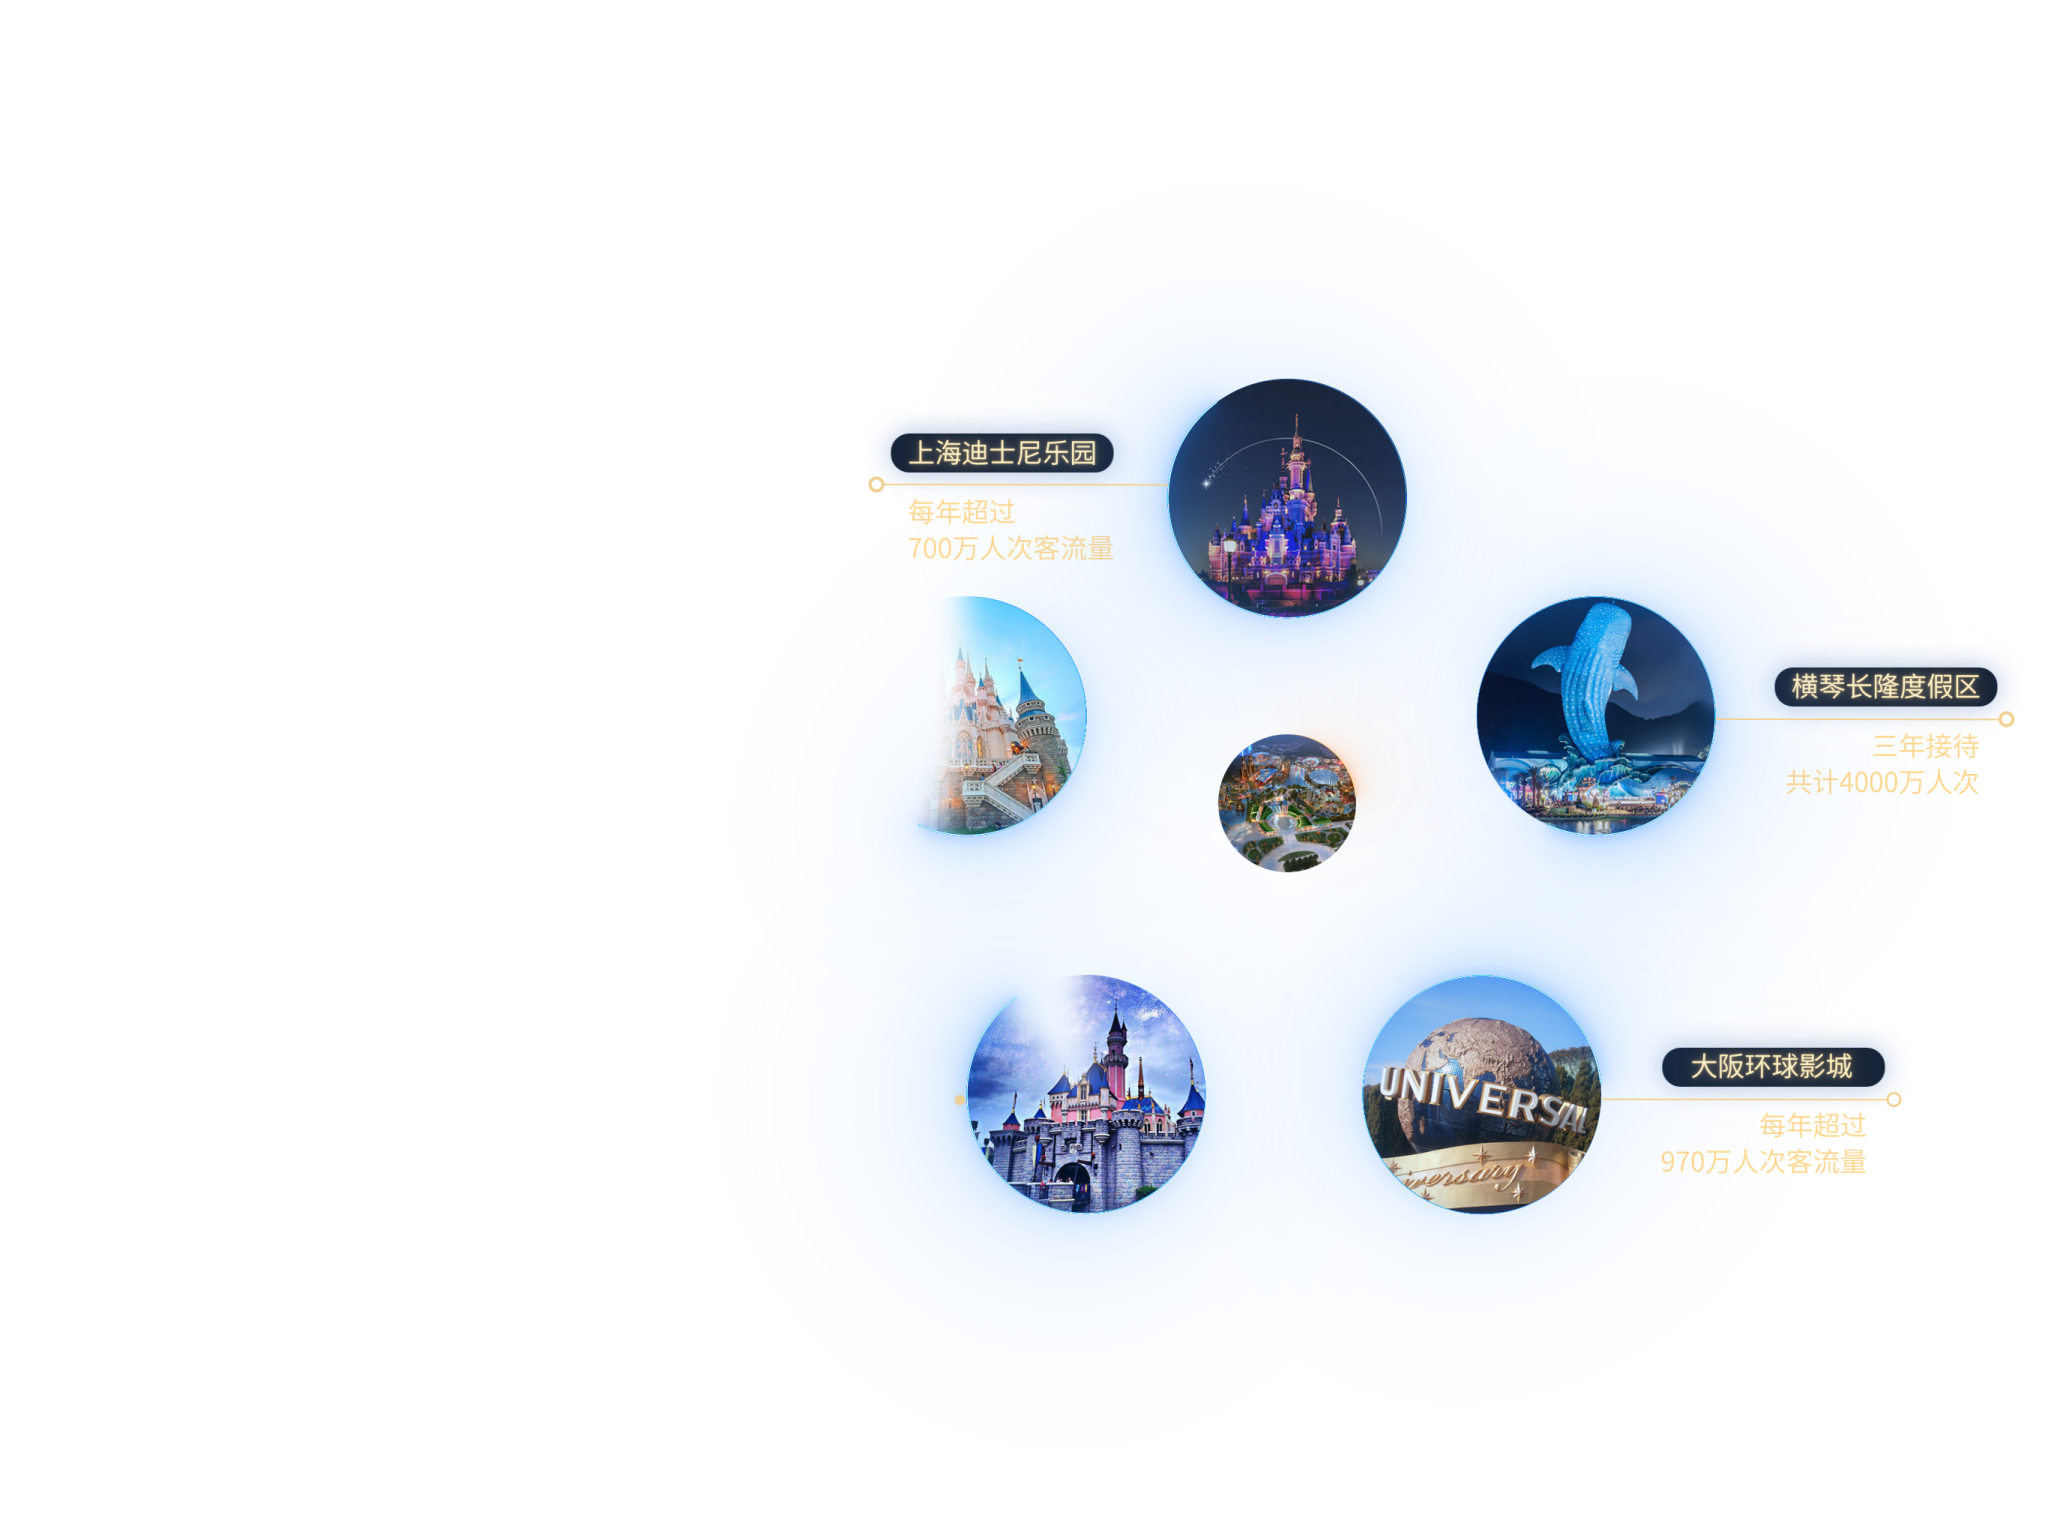 上海迪士尼乐园
每年超过
700万人次客流量
横琴长隆度假区
三年接待
共计4000万人次
UNIVERSAL
iversary
大阪环球影城
每年超过
970万人次客流量